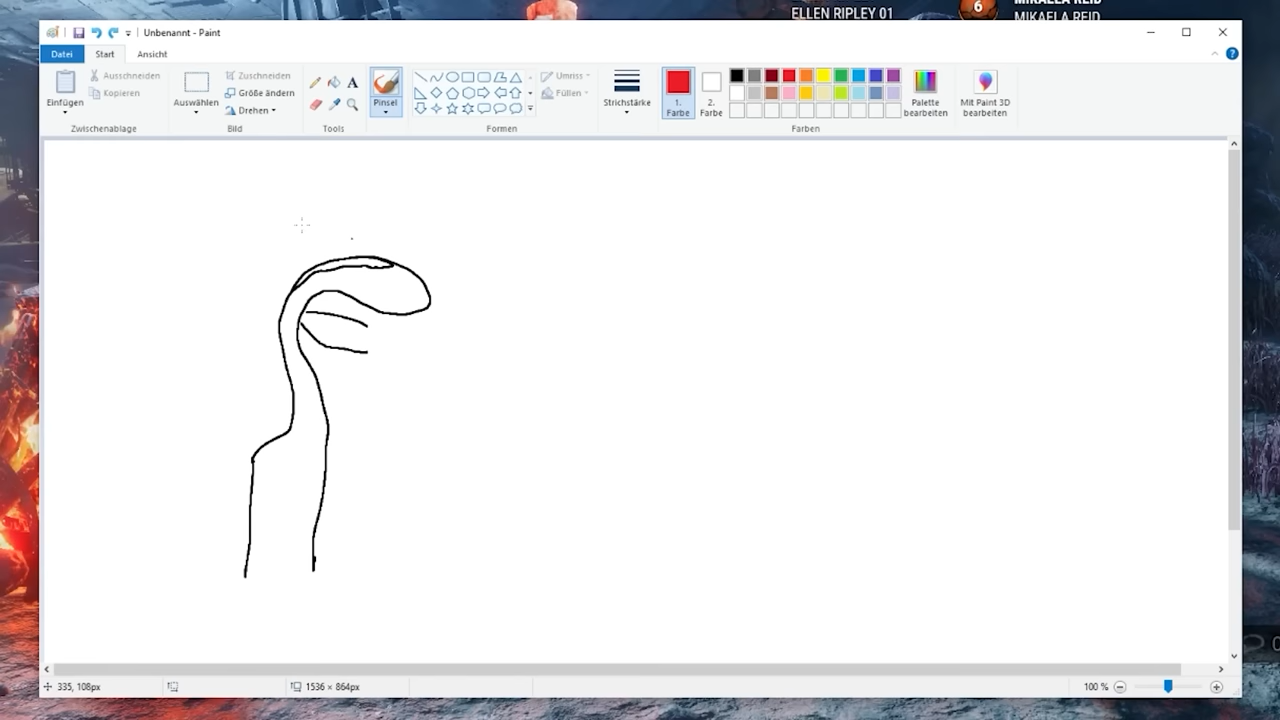 ELLEN RIPLEY 01
6
MIKAELA REID
MIKAELA REID
Unbenannt - Paint
Datei
Start
Ansicht
Einfügen
Ausschneiden
Kopieren
Zwischenablage
Auswählen
Zuschneiden
Größe ändern
Drehen
Bild
A
Tools
Pinsel
Formen
Umriss
Füllen
Strichstärke
1.
Farbe
2.
Farbe
Palette
bearbeiten
Mit Paint 3D
bearbeiten
Farben
335, 108px
1536 × 864px
100 %